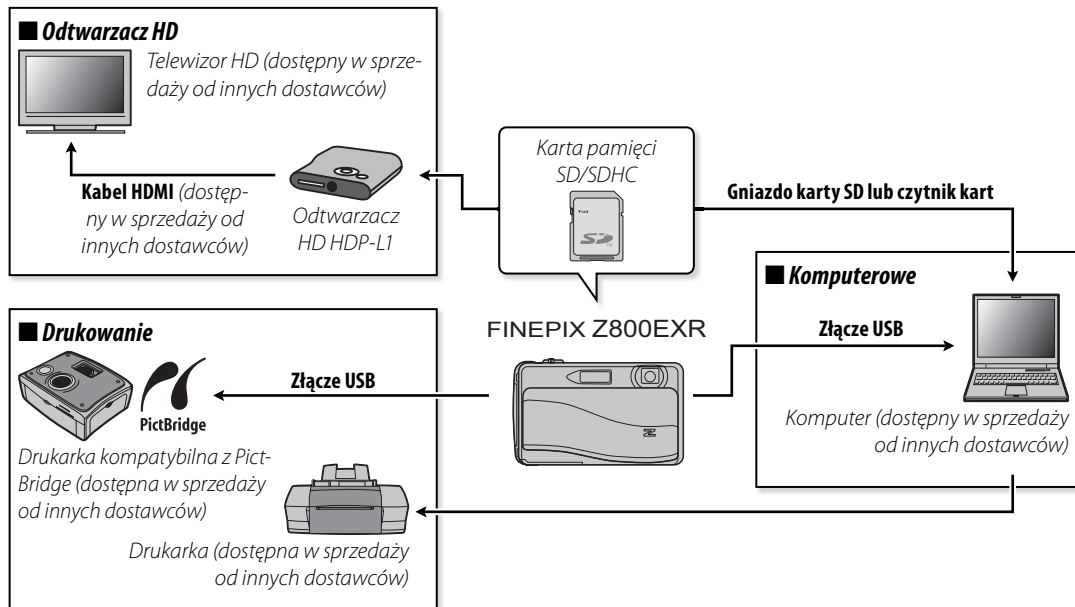 ■ Odtwarzacz HD
Telewizor HD (dostępny w sprze-
daży od innych dostawców)
Kabel HDMI (dostęp-
ny w sprzedaży od
innych dostawców)
Odtwarzacz
HD HDP-L1
Karta pamięci
SD/SDHC
Lock
SD
Gniazdo karty SD lub czytnik kart
■ Komputerowe
Złącze USB
Komputer (dostępny w sprzedaży
od innych dostawców)
FINEPIX Z800EXR
Z
■ Drukowanie
PictBridge
Złącze USB
Drukarka kompatybilna z Pict-
Bridge (dostępna w sprzedaży
od innych dostawców)
Drukarka (dostępna w sprzedaży
od innych dostawców)